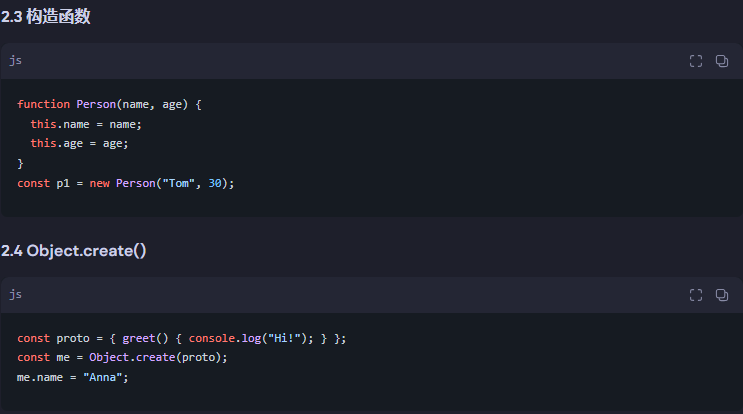 2.3 构造函数
js
function Person(name, age) {
  this.name = name;
  this.age = age;
}
const p1 = new Person("Tom", 30);
2.4 Object.create()
js
const proto = { greet() { console.log("Hi!"); } };
const me = Object.create(proto);
me.name = "Anna";